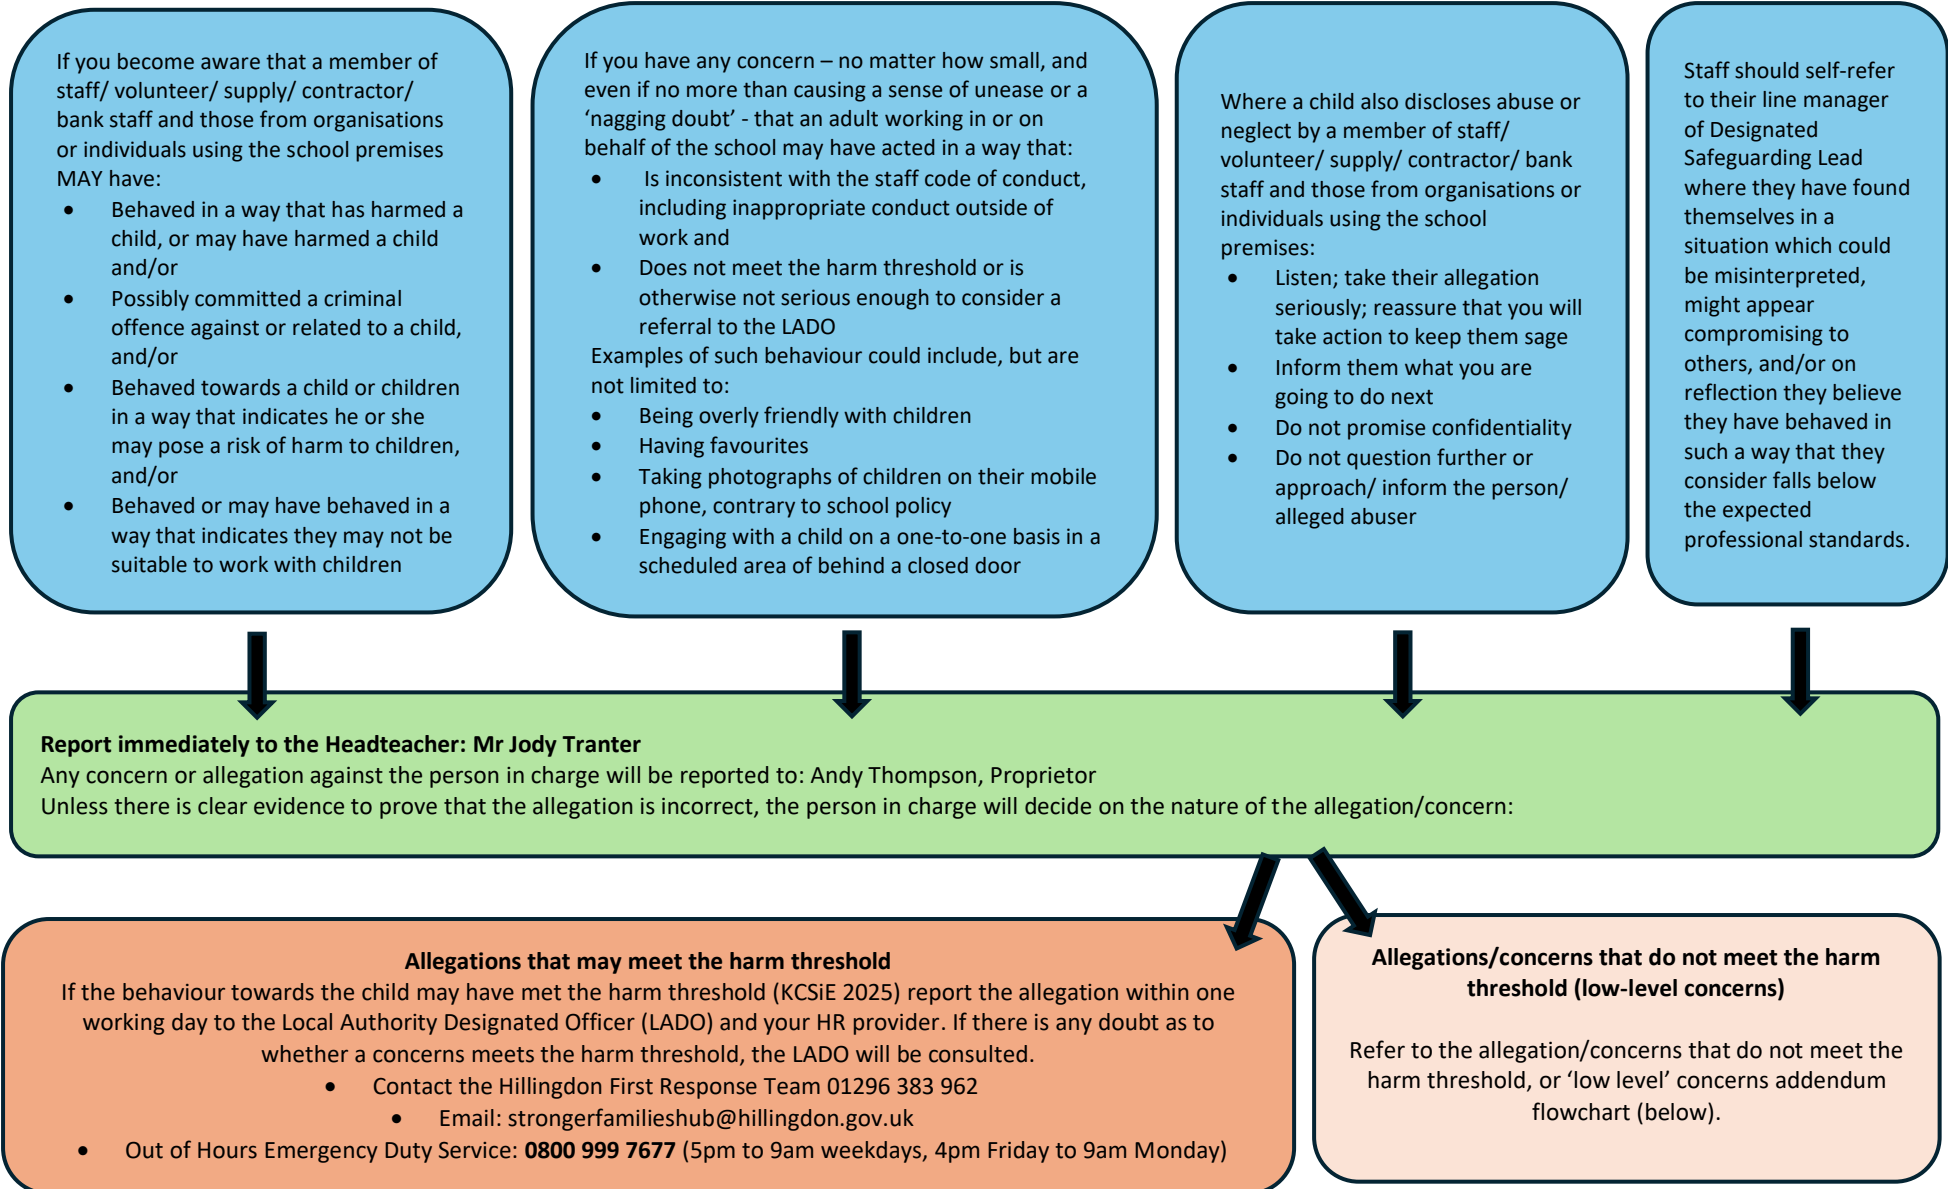 If you become aware that a member of
staff/ volunteer/ supply/ contractor/
bank staff and those from organisations
or individuals using the school premises
MAY have:
• Behaved in a way that has harmed a
child, or may have harmed a child
and/or
• Possibly committed a criminal
offence against or related to a child,
and/or
• Behaved towards a child or children
in a way that indicates he or she
may pose a risk of harm to children,
and/or
• Behaved or may have behaved in a
way that indicates they may not be
suitable to work with children
If you have any concern – no matter how small, and
even if no more than causing a sense of unease or a
‘nagging doubt’ - that an adult working in or on
behalf of the school may have acted in a way that:
• Is inconsistent with the staff code of conduct,
including inappropriate conduct outside of
work and
• Does not meet the harm threshold or is
otherwise not serious enough to consider a
referral to the LADO
Examples of such behaviour could include, but are
not limited to:
• Being overly friendly with children
• Having favourites
• Taking photographs of children on their mobile
phone, contrary to school policy
• Engaging with a child on a one-to-one basis in a
scheduled area of behind a closed door
Where a child also discloses abuse or
neglect by a member of staff/
volunteer/ supply/ contractor/ bank
staff and those from organisations or
individuals using the school
premises:
• Listen; take their allegation
seriously; reassure that you will
take action to keep them sage
• Inform them what you are
going to do next
• Do not promise confidentiality
• Do not question further or
approach/ inform the person/
alleged abuser
Staff should self-refer
to their line manager
of Designated
Safeguarding Lead
where they have found
themselves in a
situation which could
be misinterpreted,
might appear
compromising to
others, and/or on
reflection they believe
they have behaved in
such a way that they
consider falls below
the expected
professional standards.
Report immediately to the Headteacher: Mr Jody Tranter
Any concern or allegation against the person in charge will be reported to: Andy Thompson, Proprietor
Unless there is clear evidence to prove that the allegation is incorrect, the person in charge will decide on the nature of the allegation/concern:
Allegations that may meet the harm threshold
If the behaviour towards the child may have met the harm threshold (KCSiE 2025) report the allegation within one
working day to the Local Authority Designated Officer (LADO) and your HR provider. If there is any doubt as to
whether a concerns meets the harm threshold, the LADO will be consulted.
• Contact the Hillingdon First Response Team 01296 383 962
• Email: strongerfamilieshub@hillingdon.gov.uk
• Out of Hours Emergency Duty Service: 0800 999 7677 (5pm to 9am weekdays, 4pm Friday to 9am Monday)
Allegations/concerns that do not meet the harm
threshold (low-level concerns)
Refer to the allegation/concerns that do not meet the
harm threshold, or ‘low level’ concerns addendum
flowchart (below).